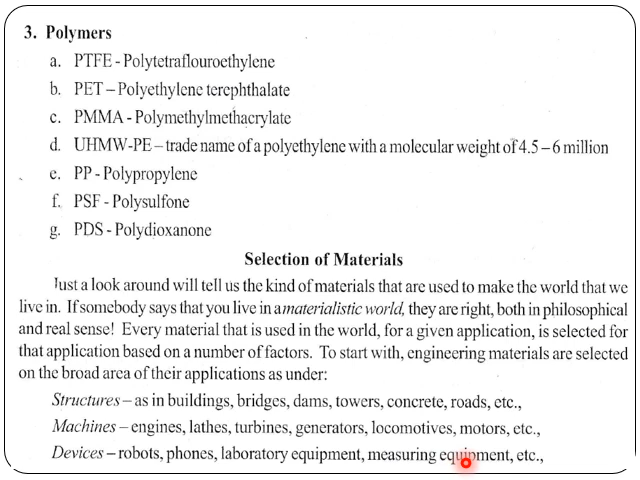 3. Polymers
a. PTFE - Polytetraflouroethylene
b. PET – Polyethylene terephthalate
c. PMMA - Polymethylmethacrylate
d. UHMW-PE – trade name of a polyethylene with a molecular weight of 4.5 – 6 million
e. PP - Polypropylene
f. PSF - Polysulfone
g. PDS - Polydioxanone
Selection of Materials
Just a look around will tell us the kind of materials that are used to make the world that we
live in. If somebody says that you live in a materialistic world, they are right, both in philosophical
and real sense! Every material that is used in the world, for a given application, is selected for
that application based on a number of factors. To start with, engineering materials are selected
on the broad area of their applications as under:
Structures – as in buildings, bridges, dams, towers, concrete, roads, etc.,
Machines – engines, lathes, turbines, generators, locomotives, motors, etc.,
Devices – robots, phones, laboratory equipment, measuring equipment, etc.,